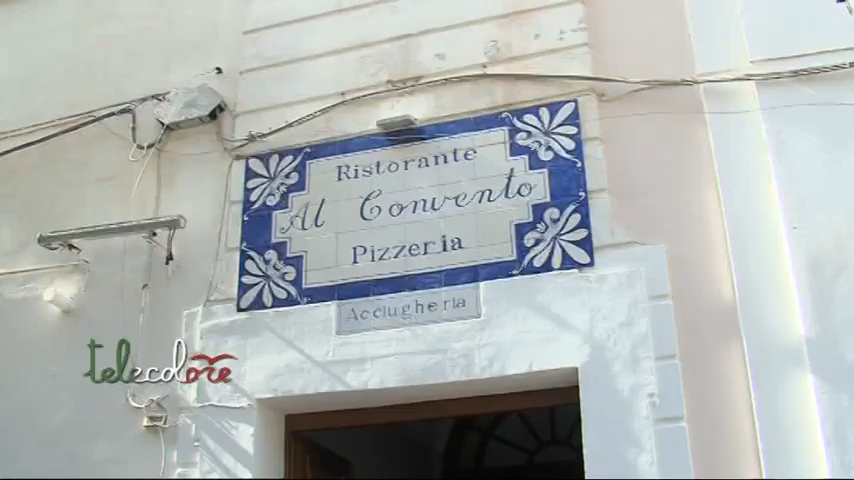 Ristorante
Al Convento
Pizzeria
Acciugheria
telecolore